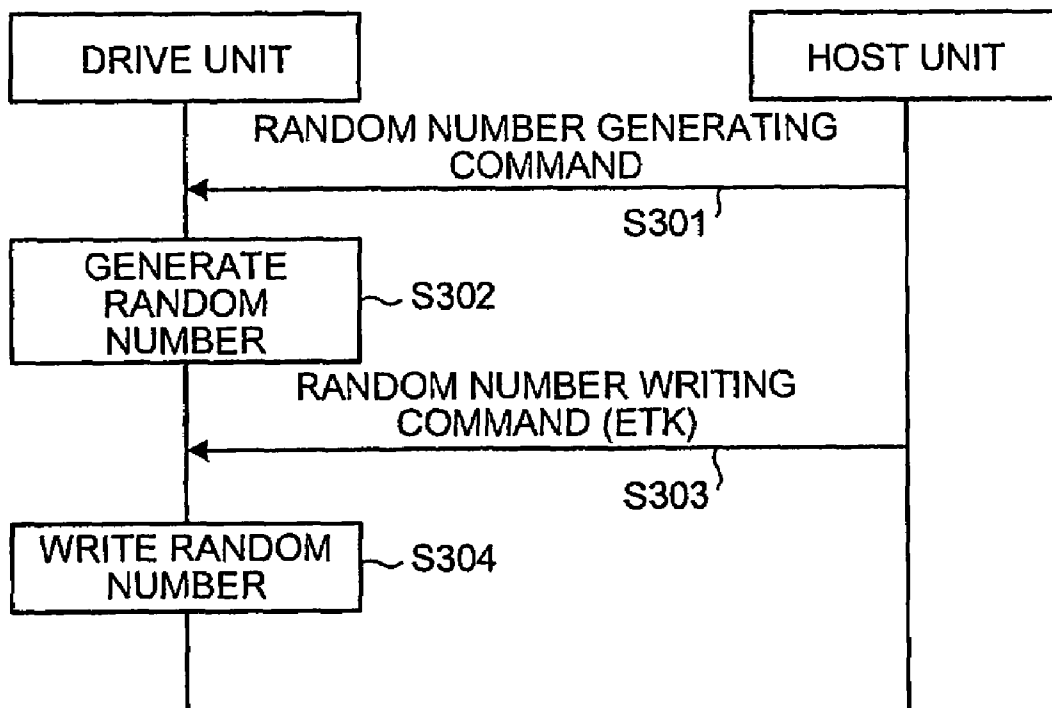 DRIVE UNIT
HOST UNIT
RANDOM NUMBER GENERATING
COMMAND
S301
GENERATE
RANDOM
NUMBER
S302
RANDOM NUMBER WRITING
COMMAND (ETK)
S303
WRITE RANDOM
NUMBER
S304